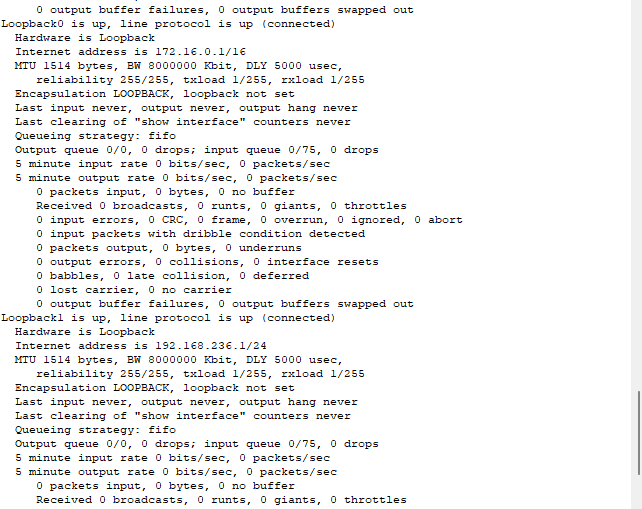 0 output buffer failures, 0 output buffers swapped out
Loopback0 is up, line protocol is up (connected)
Hardware is Loopback
Internet address is 172.16.0.1/16
MTU 1514 bytes, BW 8000000 Kbit, DLY 5000 usec,
reliability 255/255, txload 1/255, rxload 1/255
Encapsulation LOOPBACK, loopback not set
Last input never, output never, output hang never
Last clearing of "show interface" counters never
Queueing strategy: fifo
Output queue 0/0, 0 drops; input queue 0/75, 0 drops
5 minute input rate 0 bits/sec, 0 packets/sec
5 minute output rate 0 bits/sec, 0 packets/sec
0 packets input, 0 bytes, 0 no buffer
Received 0 broadcasts, 0 runts, 0 giants, 0 throttles
0 input errors, 0 CRC, 0 frame, 0 overrun, 0 ignored, 0 abort
0 input packets with dribble condition detected
0 packets output, 0 bytes, 0 underruns
0 output errors, 0 collisions, 0 interface resets
0 babbles, 0 late collision, 0 deferred
0 lost carrier, 0 no carrier
0 output buffer failures, 0 output buffers swapped out
Loopback1 is up, line protocol is up (connected)
Hardware is Loopback
Internet address is 192.168.236.1/24
MTU 1514 bytes, BW 8000000 Kbit, DLY 5000 usec,
reliability 255/255, txload 1/255, rxload 1/255
Encapsulation LOOPBACK, loopback not set
Last input never, output never, output hang never
Last clearing of "show interface" counters never
Queueing strategy: fifo
Output queue 0/0, 0 drops; input queue 0/75, 0 drops
5 minute input rate 0 bits/sec, 0 packets/sec
5 minute output rate 0 bits/sec, 0 packets/sec
0 packets input, 0 bytes, 0 no buffer
Received 0 broadcasts, 0 runts, 0 giants, 0 throttles